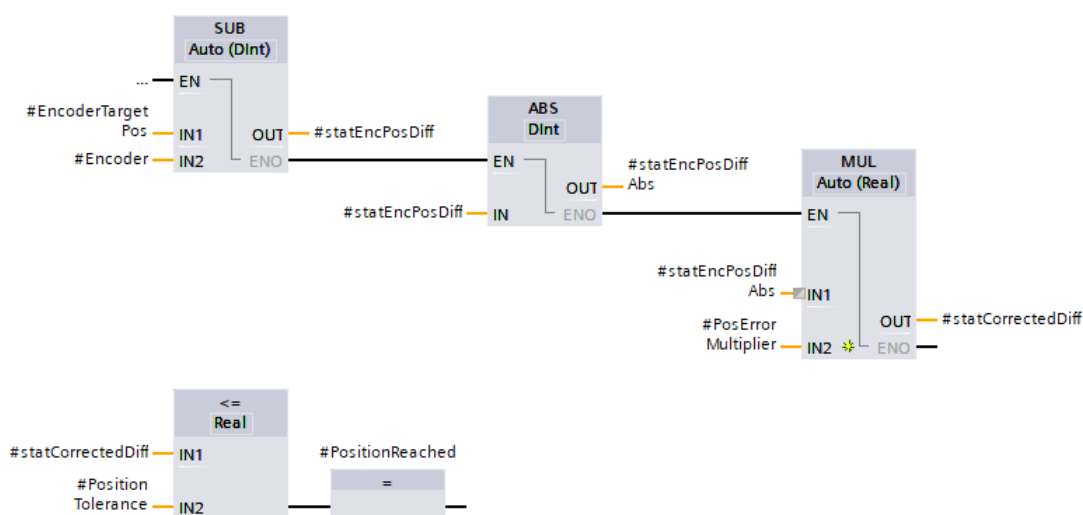 SUB
Auto (DInt)
...
EN
#EncoderTarget
Pos
IN1
OUT
#statEncPosDiff
#Encoder
IN2
ENO
ABS
DInt
EN
#statEncPosDiff
Abs
OUT
#statEncPosDiff
IN
ENO
MUL
Auto (Real)
EN
#statEncPosDiff
Abs
IN1
OUT
#statCorrectedDiff
#PosError
Multiplier
IN2
ENO
<=
Real
#statCorrectedDiff
IN1
#PositionReached
#Position
Tolerance
IN2
=